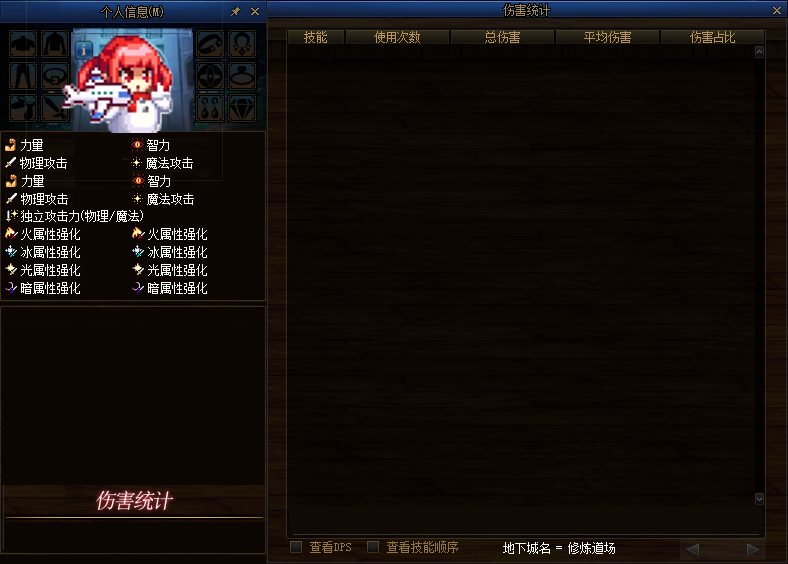 个人信息(M)
伤害统计
技能 使用次数 总伤害 平均伤害 伤害占比
力量 智力
物理攻击 魔法攻击
力量 智力
物理攻击 魔法攻击
独立攻击力(物理/魔法)
火属性强化 火属性强化
冰属性强化 冰属性强化
光属性强化 光属性强化
暗属性强化 暗属性强化
伤害统计
查看DPS 查看技能顺序 地下城名 = 修炼道场